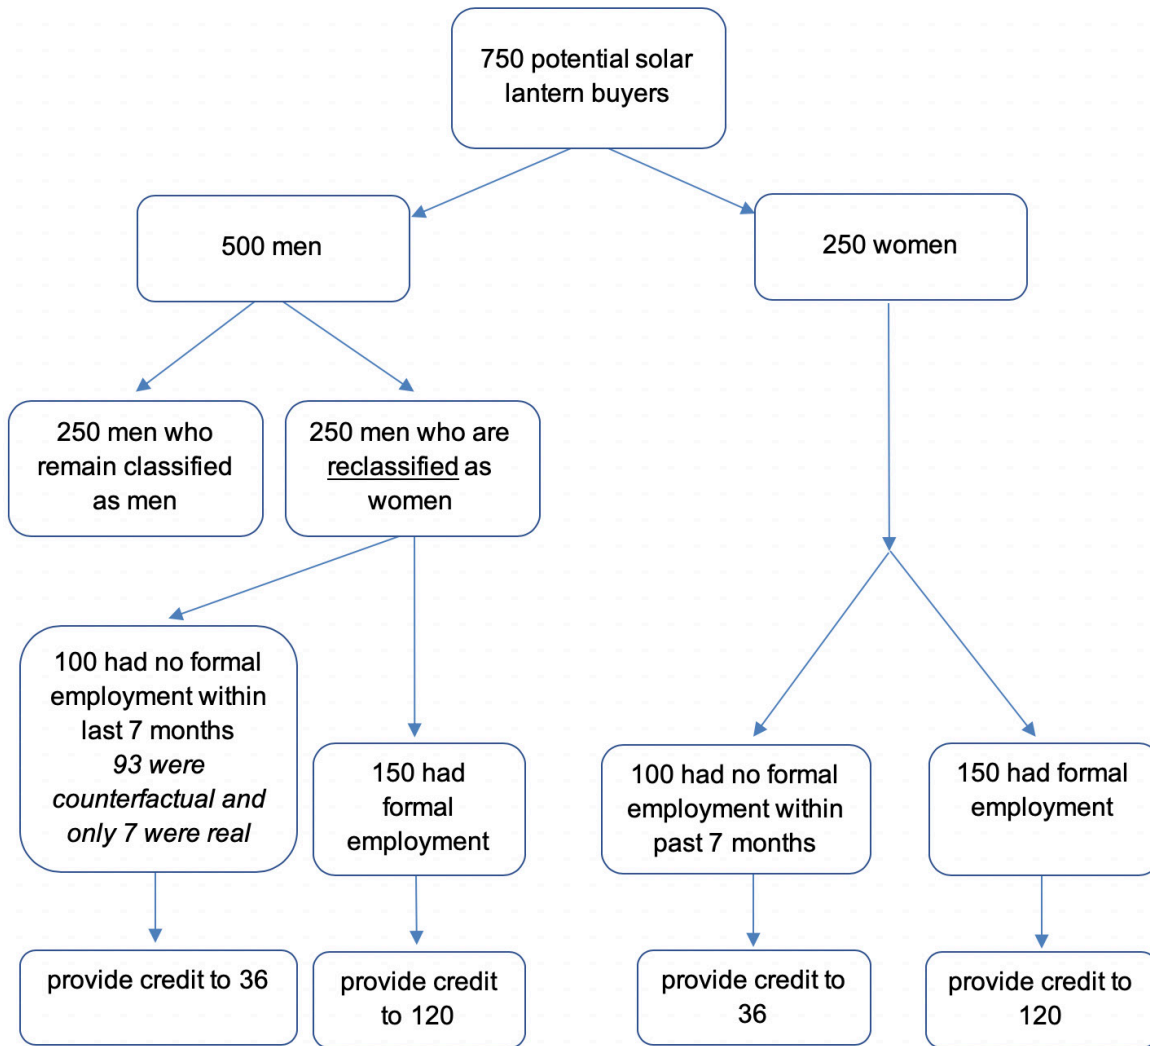 750 potential solar
lantern buyers
500 men
250 women
250 men who
remain classified
as men
250 men who are
reclassified as
women
100 had no formal
employment within
last 7 months
93 were
counterfactual and
only 7 were real
150 had
formal
employment
100 had no formal
employment within
past 7 months
150 had formal
employment
provide credit to 36
provide credit
to 120
provide credit to
36
provide credit to
120